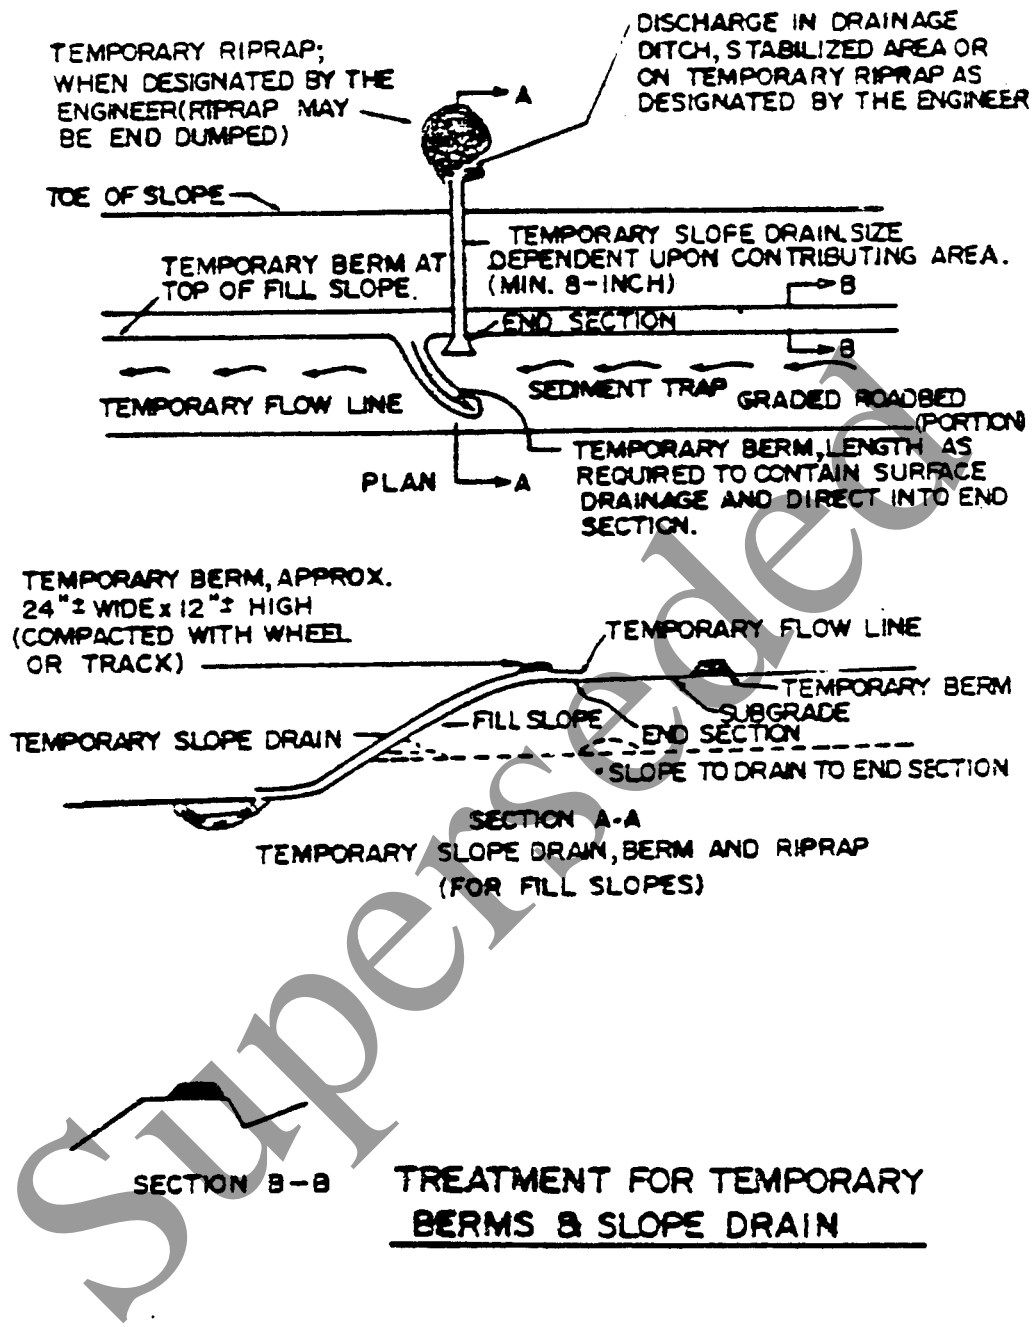 TEMPORARY RIPRAP;
WHEN DESIGNATED BY THE
ENGINEER(RIPRAP MAY
BE END DUMPED)
A
DISCHARGE IN DRAINAGE
DITCH, STABILIZED AREA OR
ON TEMPORARY RIPRAP AS
DESIGNATED BY THE ENGINEER
TOE OF SLOPE
TEMPORARY SLOPE DRAIN. SIZE
DEPENDENT UPON CONTRIBUTING AREA.
(MIN. 8-INCH)
TEMPORARY BERM AT
TOP OF FILL SLOPE.
B
END SECTION
B
SEDIMENT TRAP
TEMPORARY FLOW LINE
GRADED ROADBED
(PORTION)
PLAN
A
TEMPORARY BERM, LENGTH AS
REQUIRED TO CONTAIN SURFACE
DRAINAGE AND DIRECT INTO END
SECTION.
TEMPORARY BERM, APPROX.
24"± WIDE x 12"± HIGH
(COMPACTED WITH WHEEL
OR TRACK)
TEMPORARY FLOW LINE
TEMPORARY BERM
SUBGRADE
FILL SLOPE
END SECTION
TEMPORARY SLOPE DRAIN
SLOPE TO DRAIN TO END SECTION
SECTION A-A
TEMPORARY SLOPE DRAIN, BERM AND RIPRAP
(FOR FILL SLOPES)
SECTION B-B
TREATMENT FOR TEMPORARY
BERMS & SLOPE DRAIN
Superseded